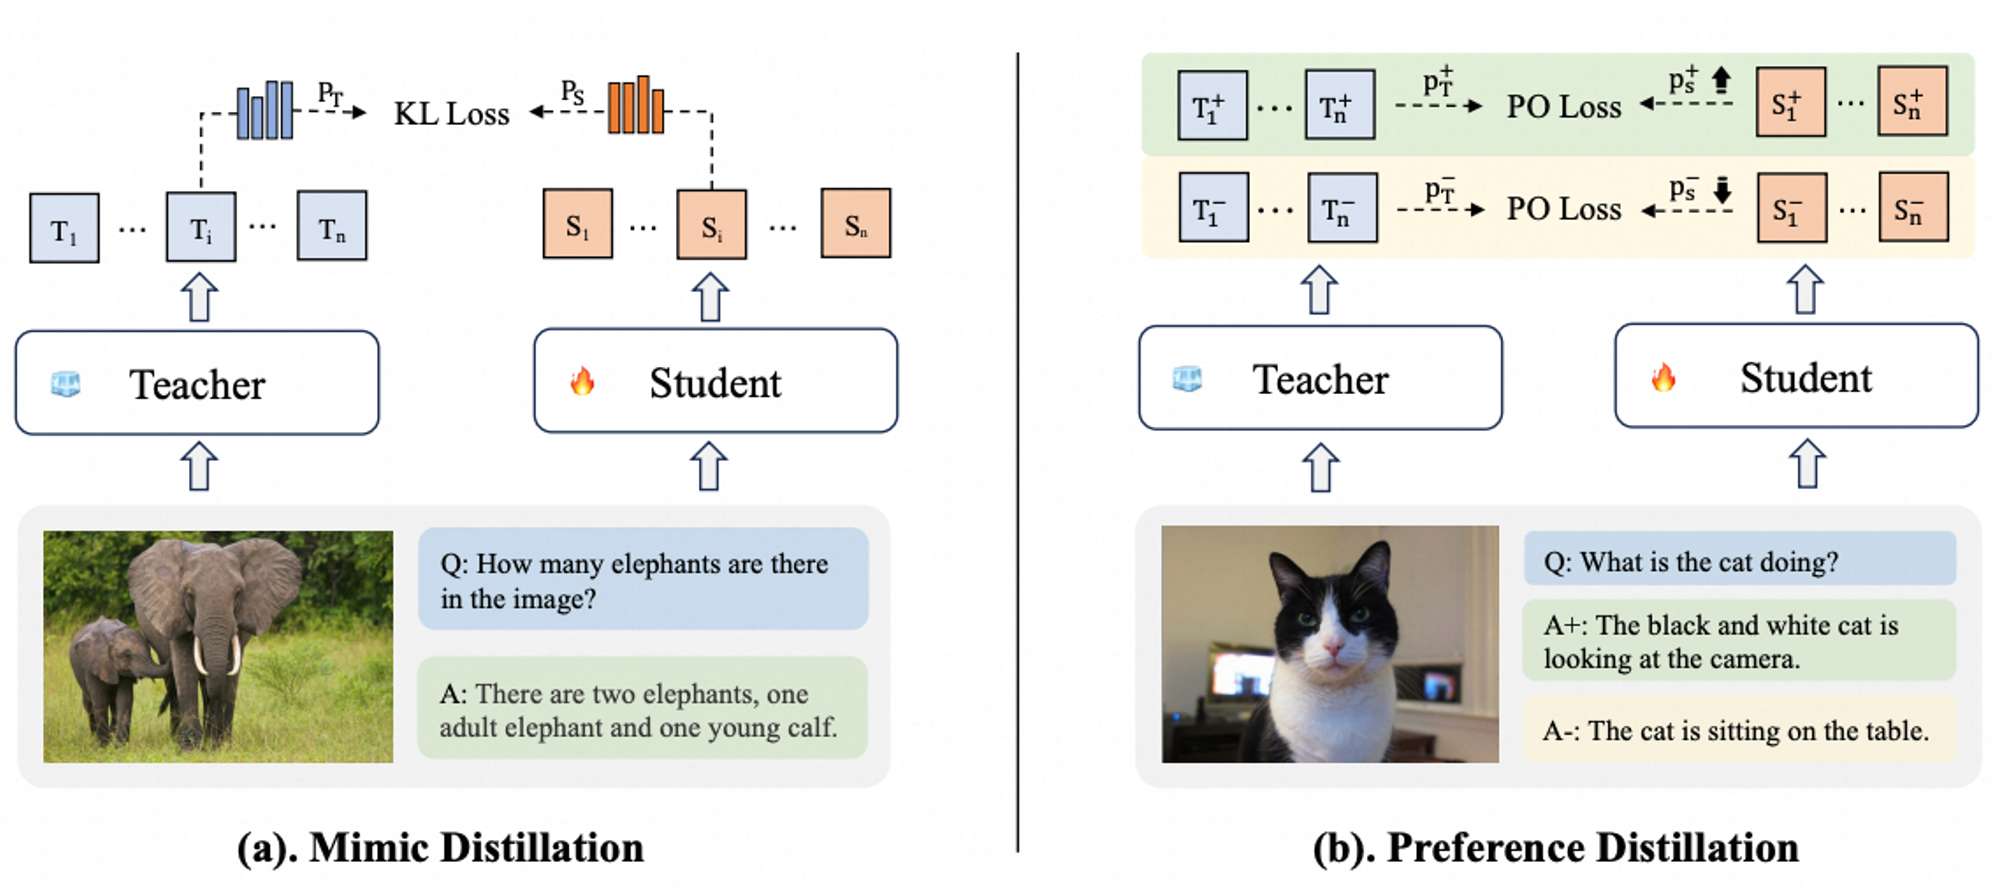 P_T
KL Loss
P_S
T_1 ... T_i ... T_n
S_1 ... S_i ... S_n
Teacher
Student
Q: How many elephants are there
in the image?
A: There are two elephants, one
adult elephant and one young calf.
(a). Mimic Distillation
T_1^+ ... T_n^+
p_T^+
PO Loss
p_s^+
S_1^+ ... S_n^+
T_1^- ... T_n^-
p_T^-
PO Loss
p_s^-
S_1^- ... S_n^-
Teacher
Student
Q: What is the cat doing?
A+: The black and white cat is
looking at the camera.
A-: The cat is sitting on the table.
(b). Preference Distillation